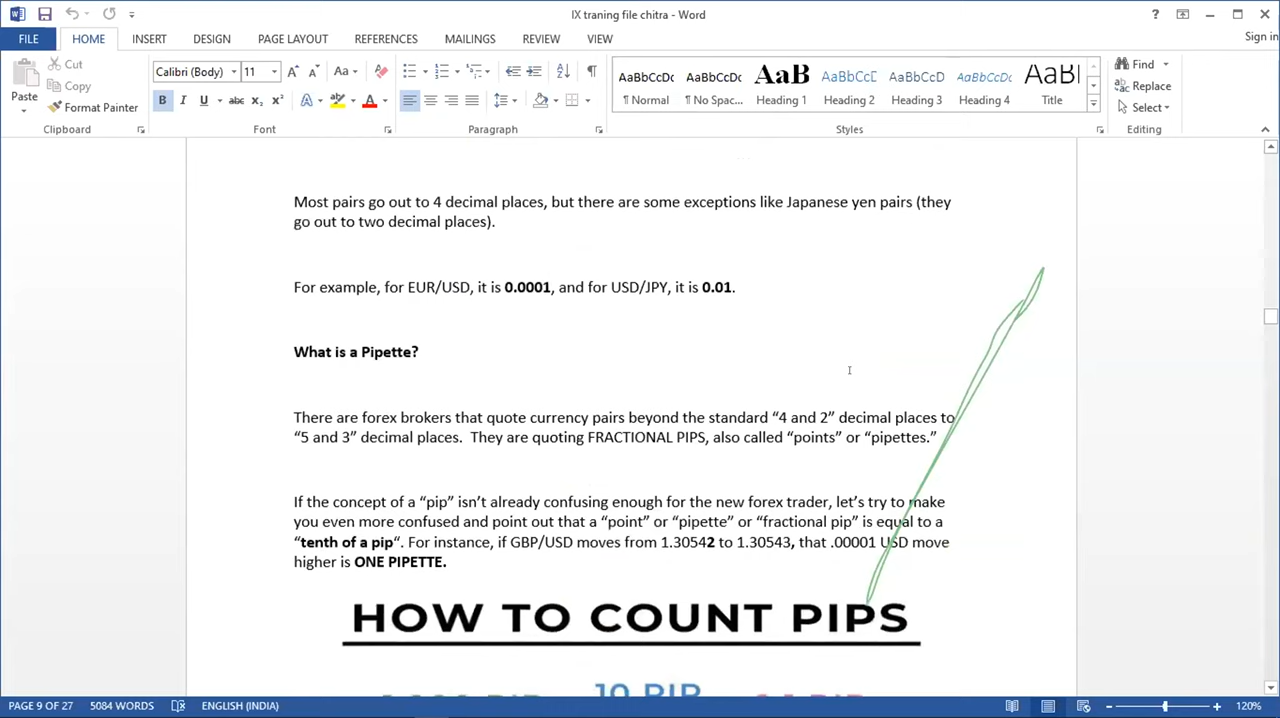 IX traning file chitra - Word
Sign in
FILE HOME INSERT DESIGN PAGE LAYOUT REFERENCES MAILINGS REVIEW VIEW
Paste
Cut
Copy
Format Painter
Clipboard
Calibri (Body) 11
Font
Paragraph
AaBbCcDc AaBbCcDc AaB AaBbCcD AaBbCcD AaBbCcD AaBl
¶ Normal ¶ No Spac... Heading 1 Heading 2 Heading 3 Heading 4 Title
Styles
Find
Replace
Select
Editing
Most pairs go out to 4 decimal places, but there are some exceptions like Japanese yen pairs (they
go out to two decimal places).
For example, for EUR/USD, it is 0.0001, and for USD/JPY, it is 0.01.
What is a Pipette?
There are forex brokers that quote currency pairs beyond the standard “4 and 2” decimal places to
“5 and 3” decimal places. They are quoting FRACTIONAL PIPS, also called “points” or “pipettes.”
If the concept of a “pip” isn’t already confusing enough for the new forex trader, let’s try to make
you even more confused and point out that a “point” or “pipette” or “fractional pip” is equal to a
“tenth of a pip“. For instance, if GBP/USD moves from 1.30542 to 1.30543, that .00001 USD move
higher is ONE PIPETTE.
HOW TO COUNT PIPS
10 PIP
PAGE 9 OF 27 5084 WORDS ENGLISH (INDIA) 120%